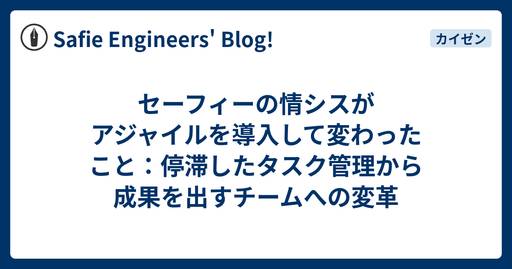 Safie Engineers' Blog!
カイゼン
セーフィーの情シスが
アジャイルを導入して変わった
こと：停滞したタスク管理から
成果を出すチームへの変革